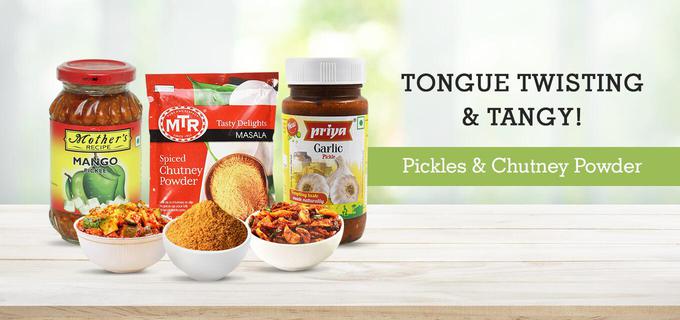 TONGUE TWISTING
& TANGY!
Pickles & Chutney Powder
Mother's
RECIPE
MANGO
PICKLE
MTR
Tasty Delights
MASALA
Spiced
Chutney
Powder
Priya
Garlic
Pickle